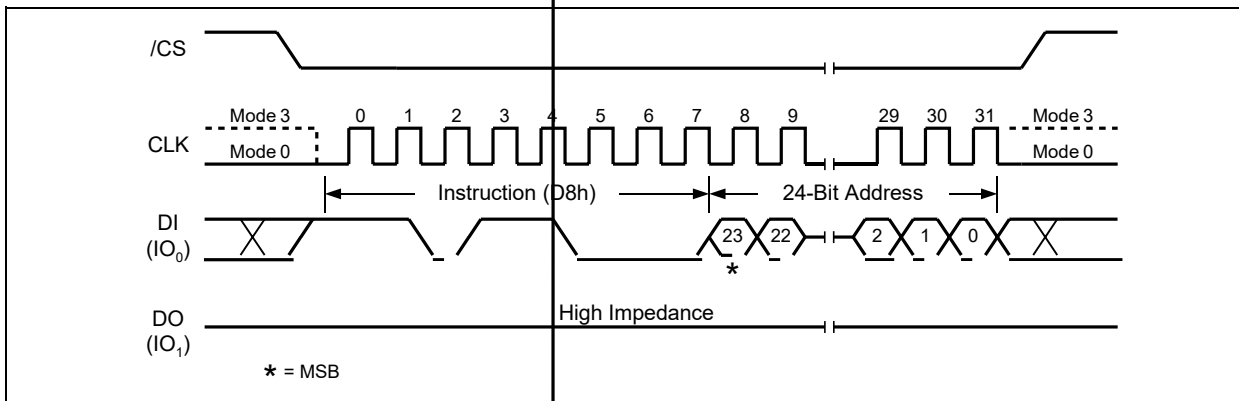 /CS
Mode 3 0 1 2 3 4 5 6 7 8 9 29 30 31 Mode 3
CLK
Mode 0 Mode 0
Instruction (D8h) 24-Bit Address
DI
(IO0)
23 22 2 1 0
*
High Impedance
DO
(IO1)
* = MSB